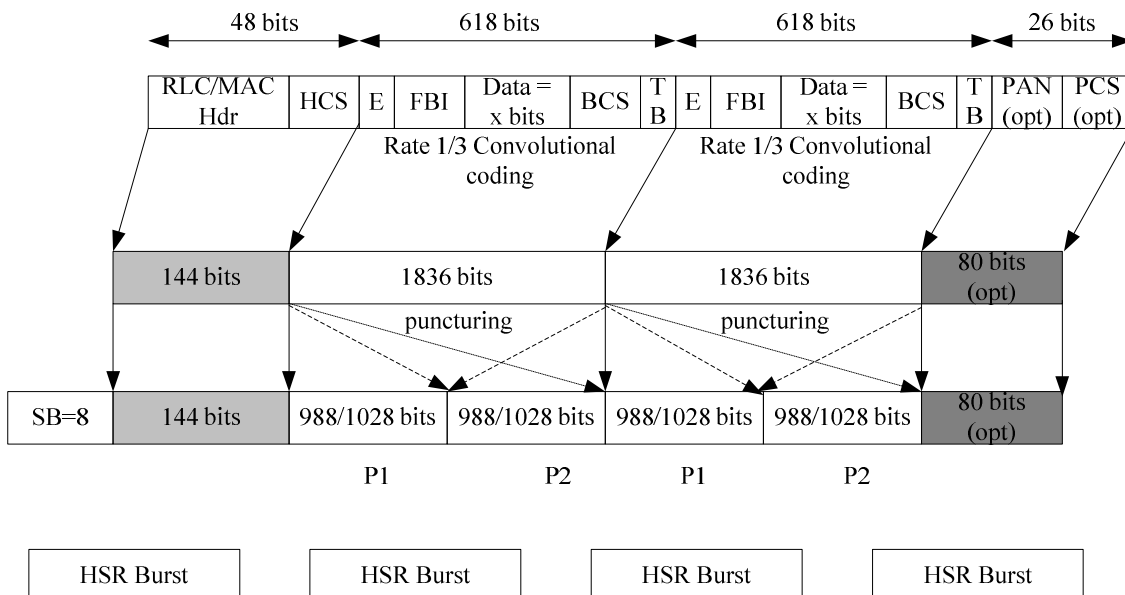 48 bits 618 bits 618 bits 26 bits
RLC/MAC Hdr HCS E FBI Data = x bits BCS T B E FBI Data = x bits BCS T B PAN (opt) PCS (opt)
Rate 1/3 Convolutional coding Rate 1/3 Convolutional coding
144 bits 1836 bits 1836 bits 80 bits (opt)
puncturing puncturing
SB=8 144 bits 988/1028 bits 988/1028 bits 988/1028 bits 988/1028 bits 80 bits (opt)
P1 P2 P1 P2
HSR Burst HSR Burst HSR Burst HSR Burst